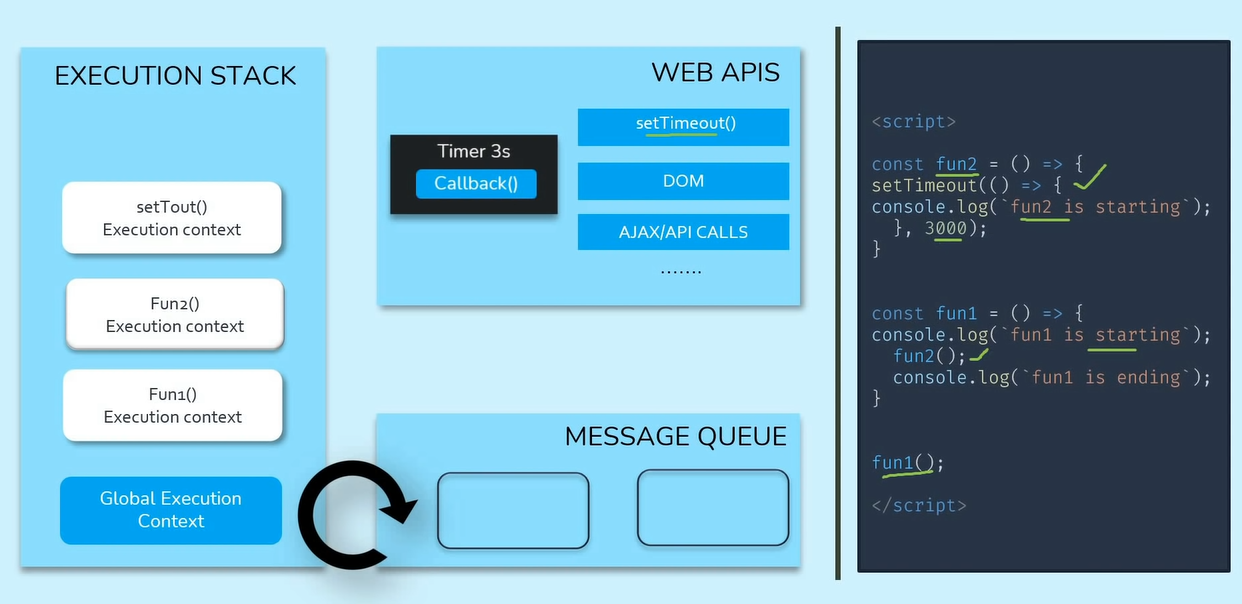 EXECUTION STACK
setTout()
Execution context
Fun2()
Execution context
Fun1()
Execution context
Global Execution
Context
WEB APIS
Timer 3s
Callback()
setTimeout()
DOM
AJAX/API CALLS
.......
MESSAGE QUEUE
<script>
const fun2 = () => {
setTimeout(() => {
console.log(`fun2 is starting`);
}, 3000);
}
const fun1 = () => {
console.log(`fun1 is starting`);
fun2();
console.log(`fun1 is ending`);
}
fun1();
</script>